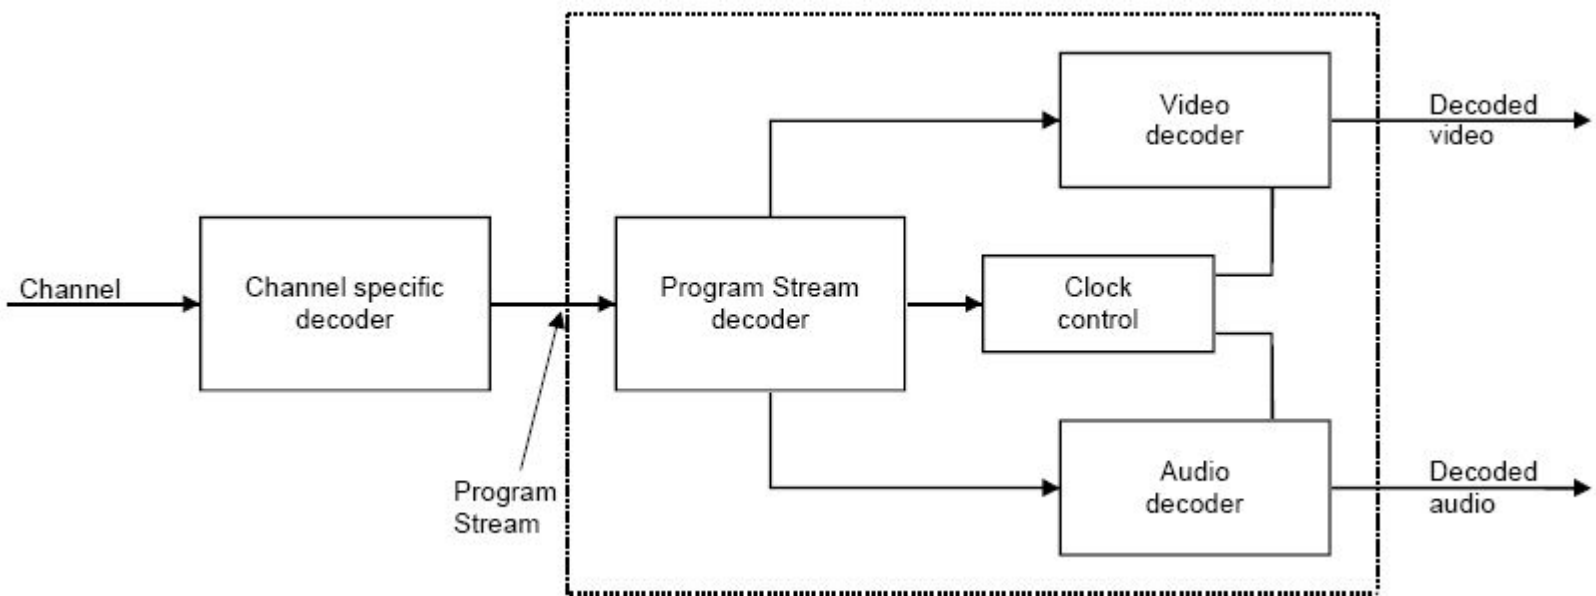 Channel
Channel specific
decoder
Program
Stream
Program Stream
decoder
Clock
control
Video
decoder
Decoded
video
Audio
decoder
Decoded
audio